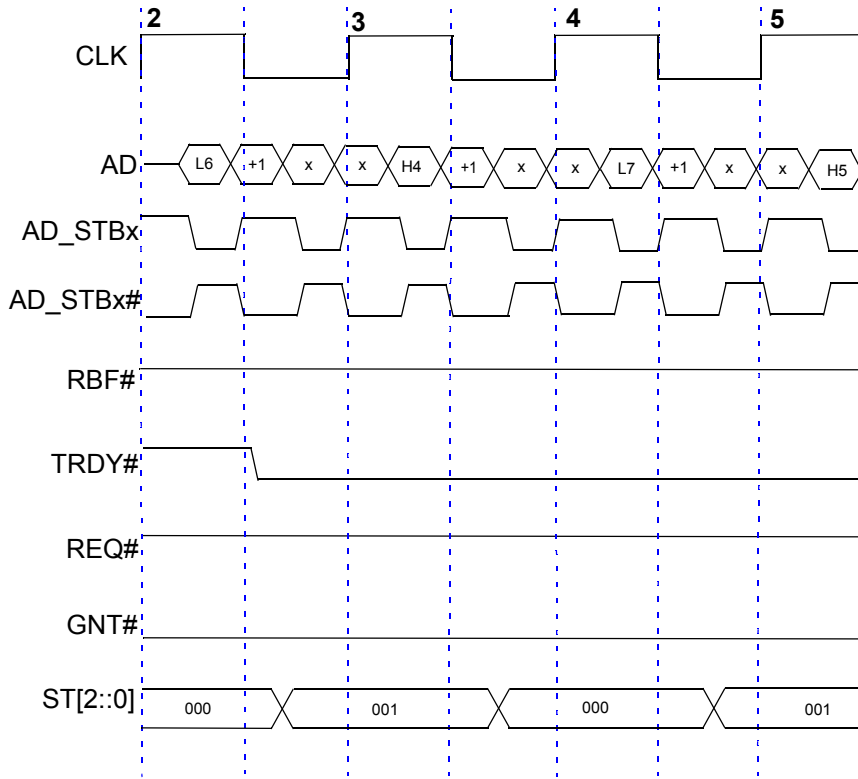 2 3 4 5
CLK
AD L6 +1 x x H4 +1 x x L7 +1 x x H5
AD_STBx
AD_STBx#
RBF#
TRDY#
REQ#
GNT#
ST[2::0] 000 001 000 001